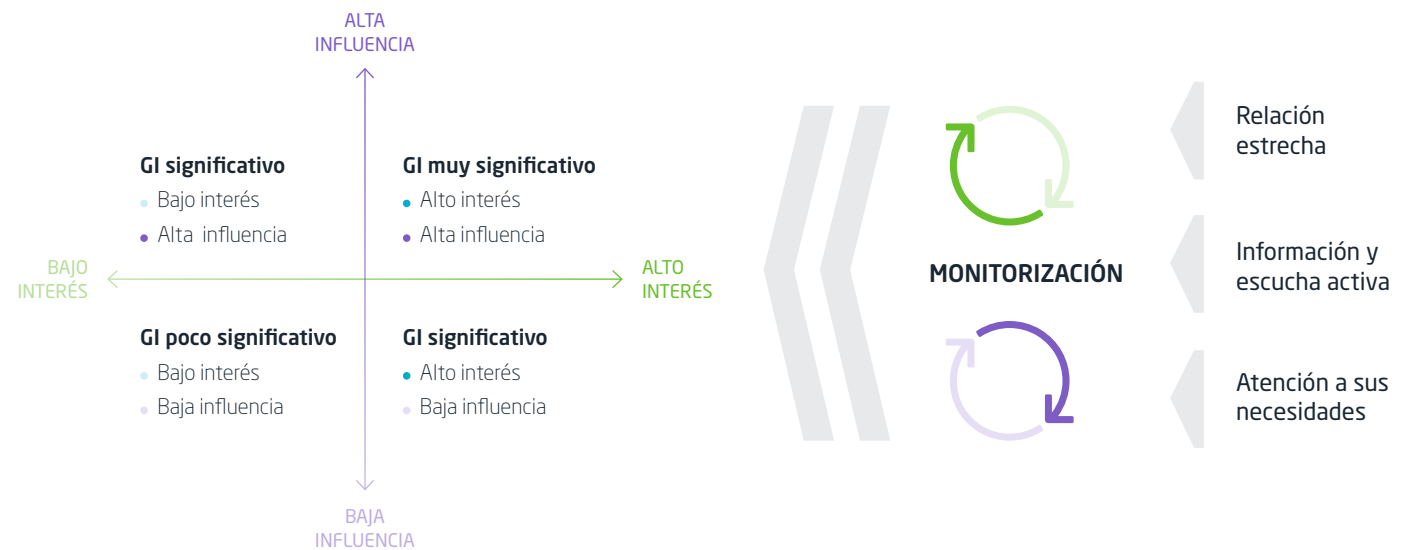 ALTA
INFLUENCIA
GI significativo
Bajo interés
Alta influencia
GI muy significativo
Alto interés
Alta influencia
BAJO
INTERÉS
ALTO
INTERÉS
GI poco significativo
Bajo interés
Baja influencia
GI significativo
Alto interés
Baja influencia
BAJA
INFLUENCIA
MONITORIZACIÓN
Relación
estrecha
Información y
escucha activa
Atención a sus
necesidades